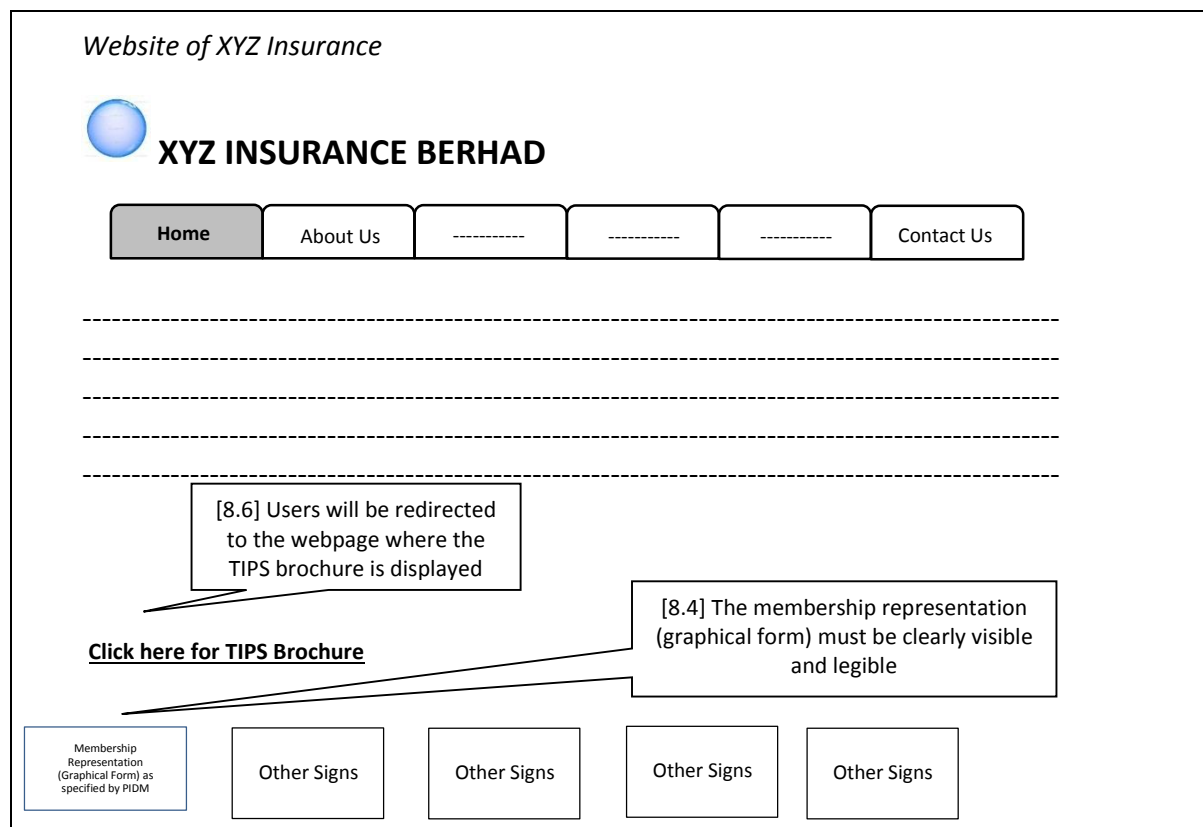 Website of XYZ Insurance
XYZ INSURANCE BERHAD
Home
About Us
-----------
-----------
-----------
Contact Us
[8.6] Users will be redirected
to the webpage where the
TIPS brochure is displayed
[8.4] The membership representation
(graphical form) must be clearly visible
and legible
Click here for TIPS Brochure
Membership
Representation
(Graphical Form) as
specified by PIDM
Other Signs
Other Signs
Other Signs
Other Signs